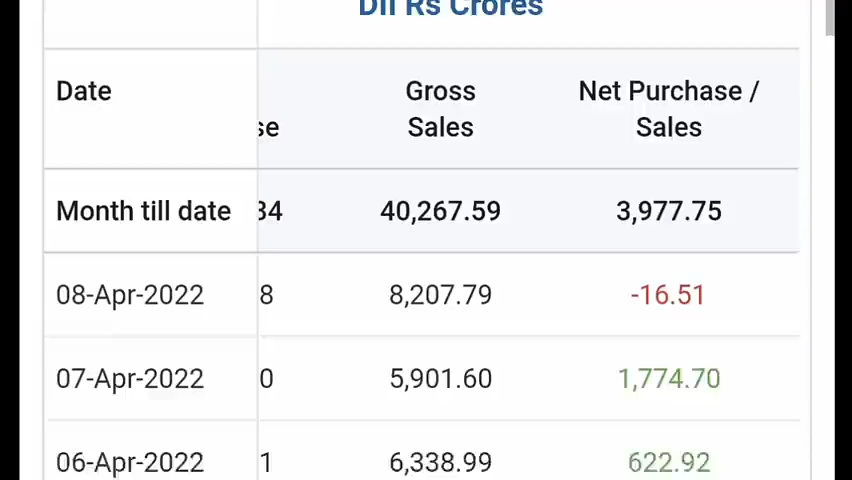 DII Rs Crores
Date
Gross Sales
Net Purchase / Sales
se
Month till date 34 40,267.59 3,977.75
08-Apr-2022 8 8,207.79 -16.51
07-Apr-2022 0 5,901.60 1,774.70
06-Apr-2022 1 6,338.99 622.92